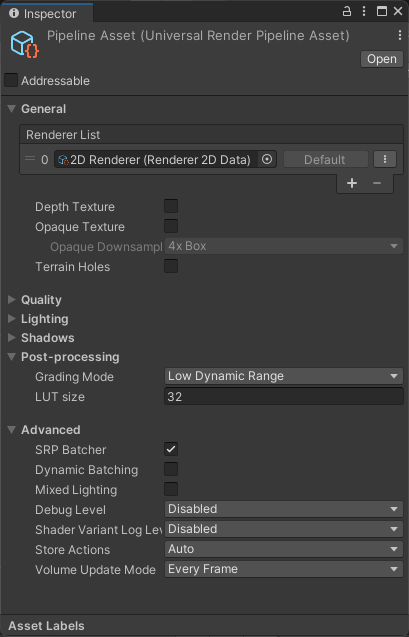 Inspector
Pipeline Asset (Universal Render Pipeline Asset)
Open
Addressable
General
Renderer List
0 2D Renderer (Renderer 2D Data) Default
+ −
Depth Texture
Opaque Texture
Opaque Downsampl 4x Box
Terrain Holes
Quality
Lighting
Shadows
Post-processing
Grading Mode Low Dynamic Range
LUT size 32
Advanced
SRP Batcher
Dynamic Batching
Mixed Lighting
Debug Level Disabled
Shader Variant Log Lev Disabled
Store Actions Auto
Volume Update Mode Every Frame
Asset Labels